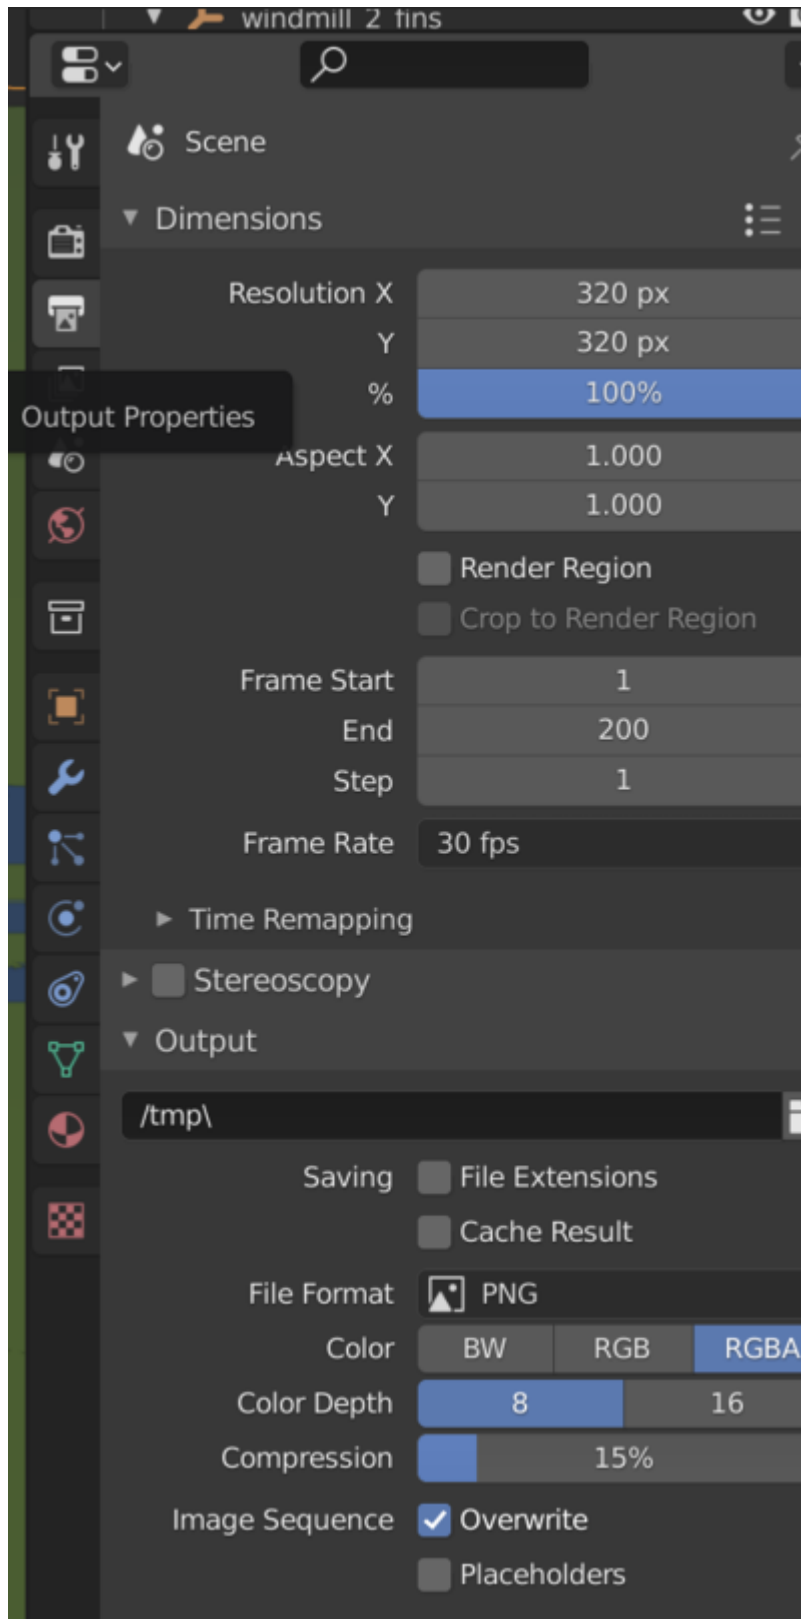 windmill 2 fins
Scene
Dimensions
Resolution X 320 px
Y 320 px
% 100%
Output Properties
Aspect X 1.000
Y 1.000
Render Region
Crop to Render Region
Frame Start 1
End 200
Step 1
Frame Rate 30 fps
Time Remapping
Stereoscopy
Output
/tmp\
Saving File Extensions
Cache Result
File Format PNG
Color BW RGB RGBA
Color Depth 8 16
Compression 15%
Image Sequence Overwrite
Placeholders